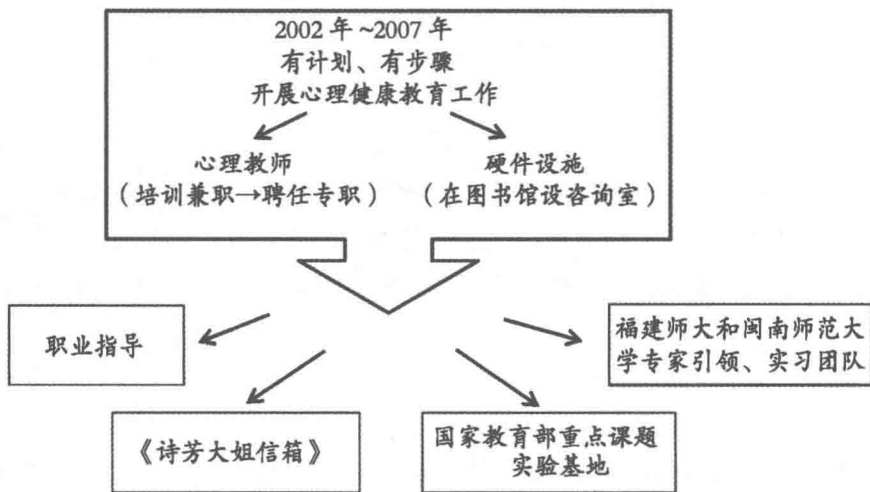 2002年~2007年
有计划、有步骤
开展心理健康教育工作
心理教师
（培训兼职→聘任专职）
硬件设施
（在图书馆设咨询室）
职业指导
福建师大和闽南师范大
学专家引领、实习团队
《诗芳大姐信箱》
国家教育部重点课题
实验基地